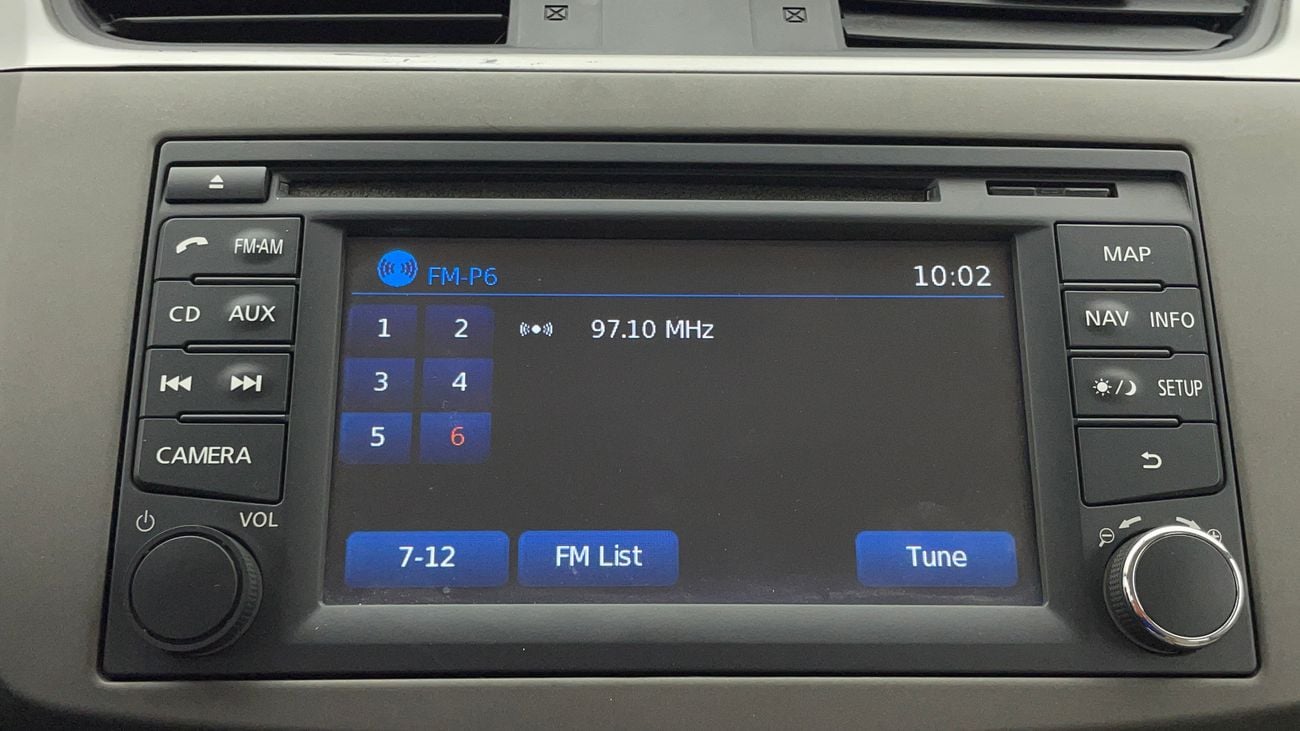 FM-AM
CD AUX
CAMERA
VOL
FM-P6 10:02
1 2 97.10 MHz
3 4
5 6
7-12 FM List Tune
MAP
NAV INFO
SETUP